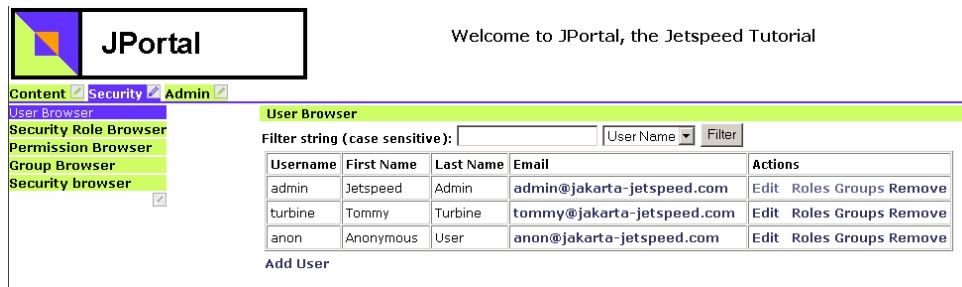 JPortal
Welcome to JPortal, the Jetspeed Tutorial
Content Security Admin
User Browser
Security Role Browser
Permission Browser
Group Browser
Security browser
User Browser
Filter string (case sensitive): User Name Filter
Username First Name Last Name Email Actions
admin Jetspeed Admin admin@jakarta-jetspeed.com Edit Roles Groups Remove
turbine Tommy Turbine tommy@jakarta-jetspeed.com Edit Roles Groups Remove
anon Anonymous User anon@jakarta-jetspeed.com Edit Roles Groups Remove
Add User